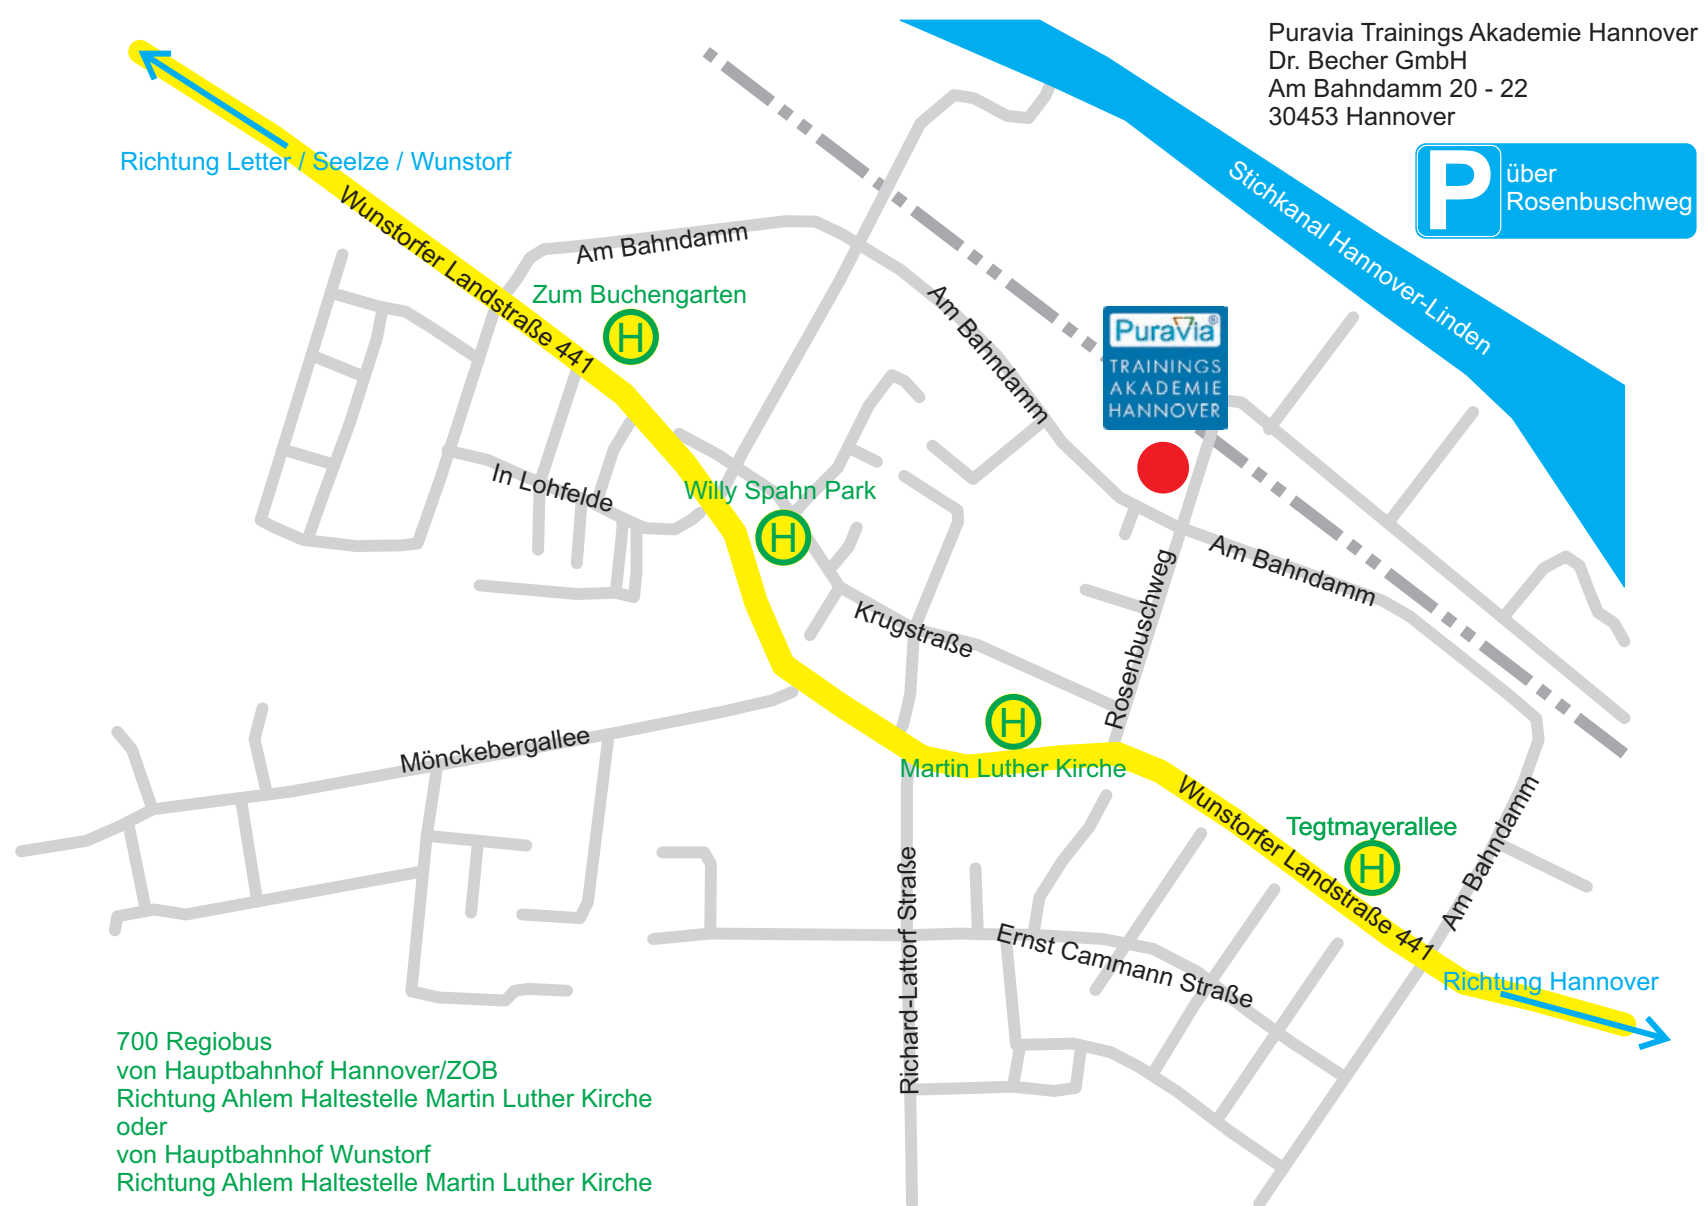 Puravia Trainings Akademie Hannover
Dr. Becher GmbH
Am Bahndamm 20 - 22
30453 Hannover
P
über
Rosenbuschweg
Richtung Letter / Seelze / Wunstorf
Wunstorfer Landstraße 441
Stichkanal Hannover-Linden
Am Bahndamm
Zum Buchengarten
H
Am Bahndamm
PuraVia®
TRAININGS
AKADEMIE
HANNOVER
In Lohfelde
Willy Spahn Park
H
Am Bahndamm
Rosenbuschweg
Krugstraße
H
Martin Luther Kirche
Mönckebergallee
Wunstorfer Landstraße 441
Tegtmayerallee
H
Am Bahndamm
Richard-Lattorf Straße
Ernst Cammann Straße
Richtung Hannover
700 Regiobus
von Hauptbahnhof Hannover/ZOB
Richtung Ahlem Haltestelle Martin Luther Kirche
oder
von Hauptbahnhof Wunstorf
Richtung Ahlem Haltestelle Martin Luther Kirche